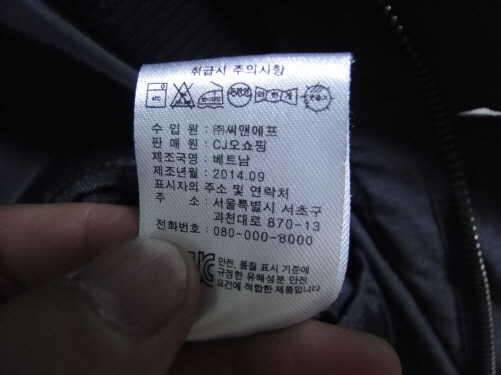 취급시 주의사항
수 입 원 : ㈜씨앤에프
판 매 원 : CJ오쇼핑
제조국명 : 베트남
제조년월 : 2014.09
표시자의 주소 및 연락처
주 소 : 서울특별시 서초구
과천대로 870-13
전화번호 : 080-000-8000
안전, 품질 표시 기준에
규정한 유해성분 안전
요건에 적합한 제품입니다